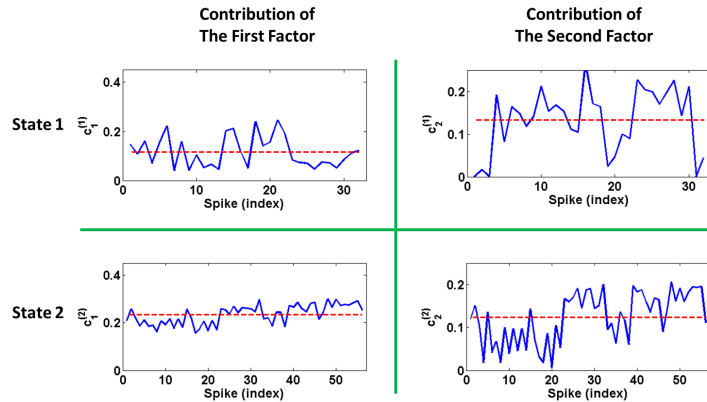 Contribution of
The First Factor
Contribution of
The Second Factor
State 1
c₁⁽¹⁾
0.4
0.2
0
0 10 20 30
Spike (index)
c₂⁽¹⁾
0.2
0.1
0
0 10 20 30
Spike (index)
State 2
c₁⁽²⁾
0.4
0.2
0
0 10 20 30 40 50
Spike (index)
c₂⁽²⁾
0.2
0.1
0
0 10 20 30 40 50
Spike (index)